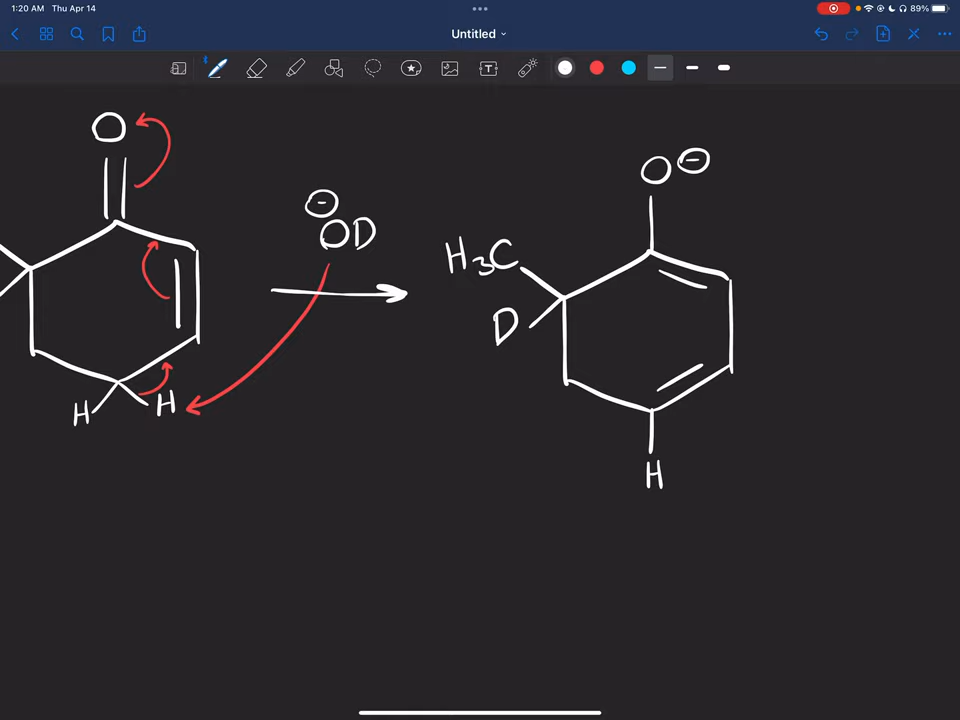 1:20 AM Thu Apr 14
89%
Untitled
T
O
O ⊖
⊖
OD
H₃C
D
H H
H